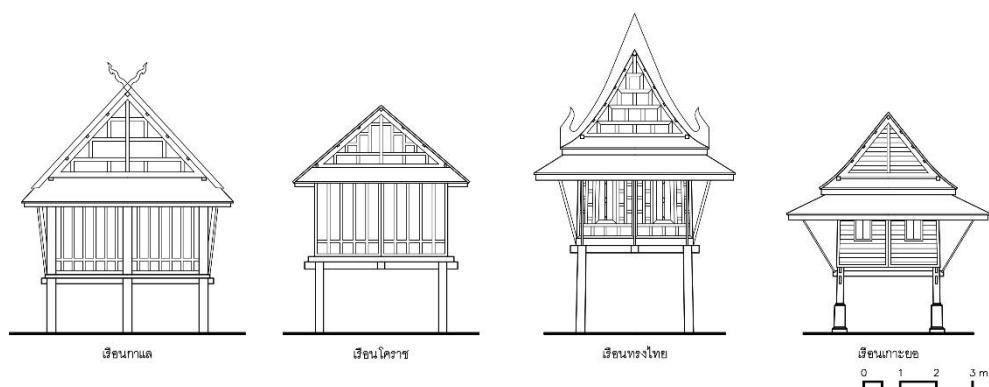 เรือนกาแล
เรือนโคราช
เรือนทรงไทย
เรือนเกาะยอ
0 1 2 3 m